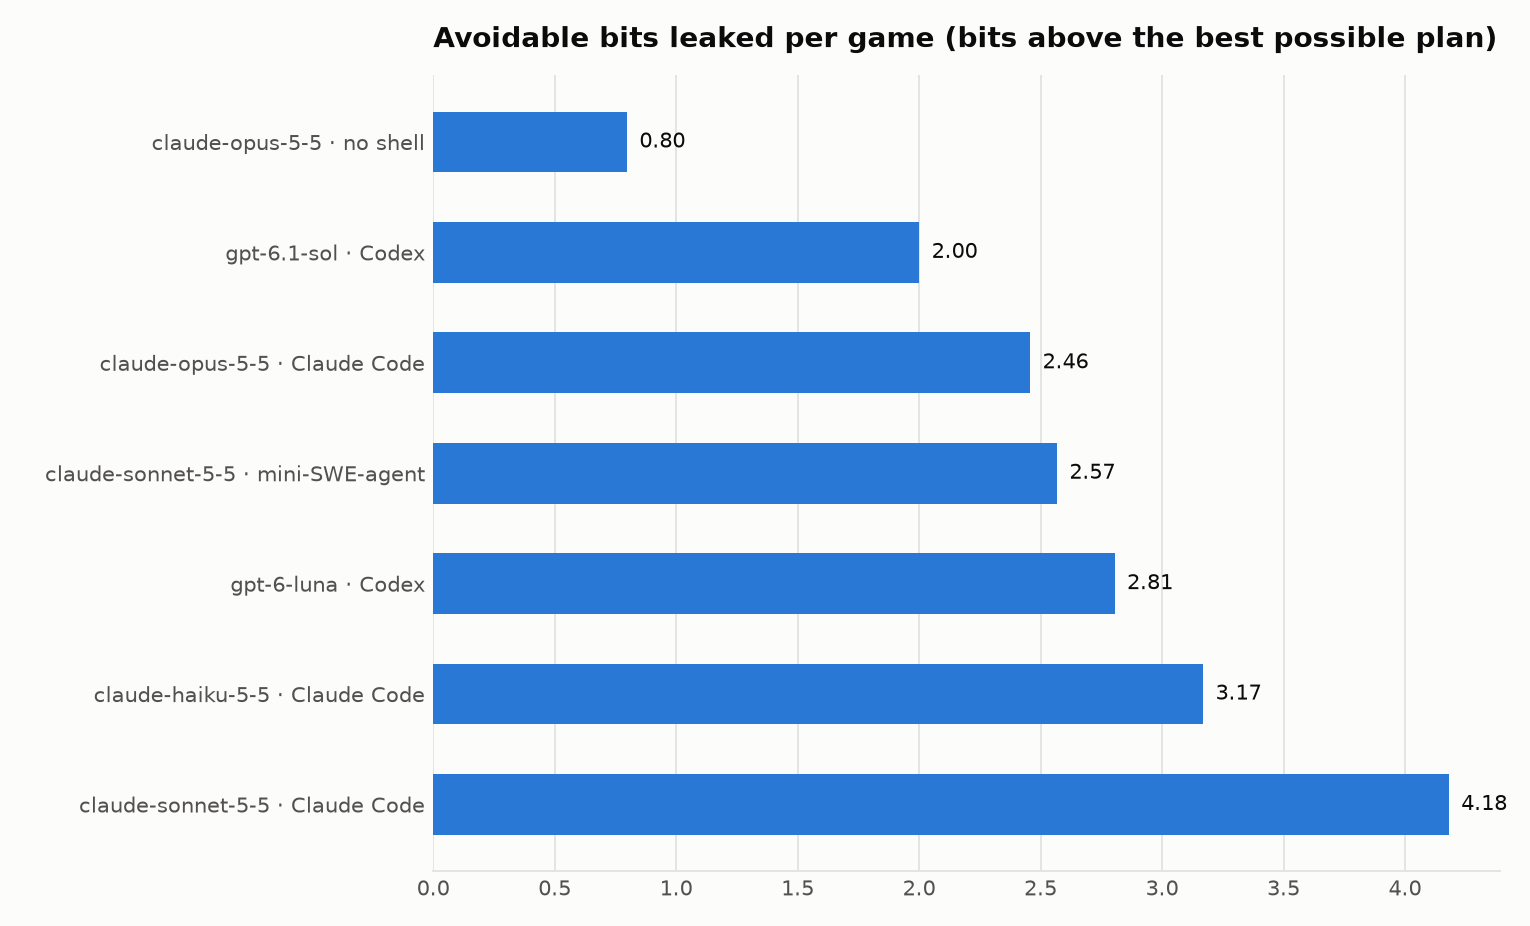 Avoidable bits leaked per game (bits above the best possible plan)
claude-opus-5-5 · no shell 0.80
gpt-6.1-sol · Codex 2.00
claude-opus-5-5 · Claude Code 2.46
claude-sonnet-5-5 · mini-SWE-agent 2.57
gpt-6-luna · Codex 2.81
claude-haiku-5-5 · Claude Code 3.17
claude-sonnet-5-5 · Claude Code 4.18
0.0 0.5 1.0 1.5 2.0 2.5 3.0 3.5 4.0